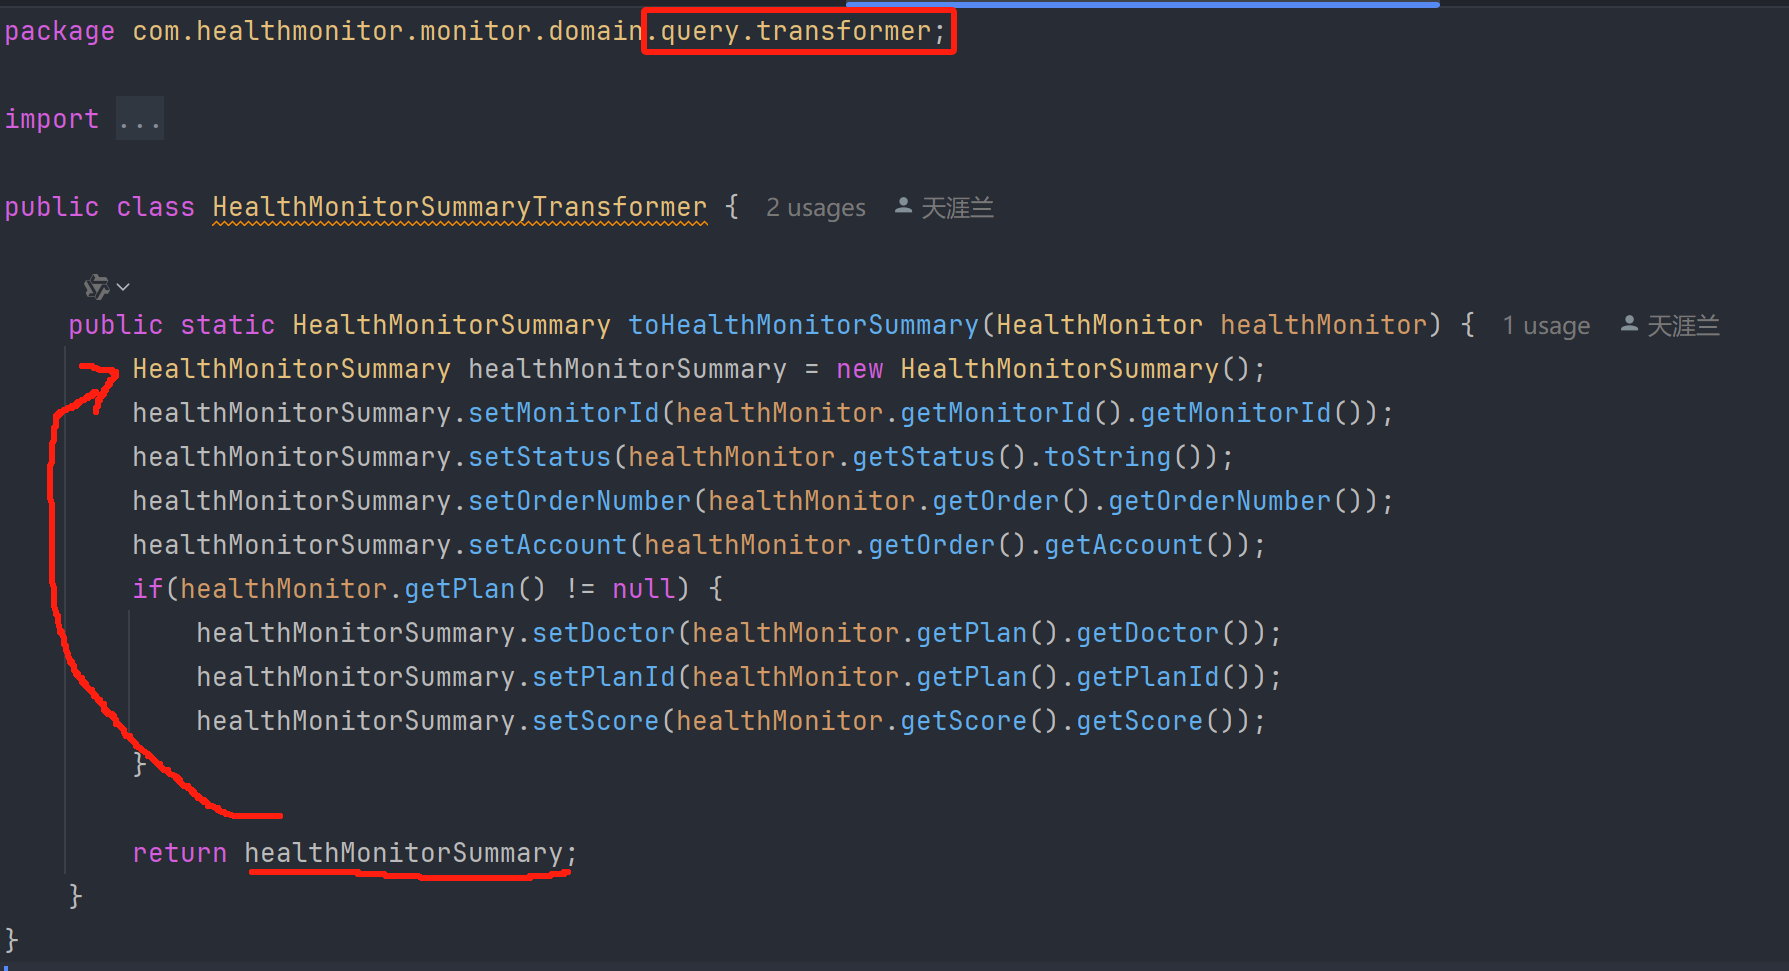 package com.healthmonitor.monitor.domain.query.transformer;
import ...
public class HealthMonitorSummaryTransformer { 2 usages 天涯兰
public static HealthMonitorSummary toHealthMonitorSummary(HealthMonitor healthMonitor) { 1 usage 天涯兰
HealthMonitorSummary healthMonitorSummary = new HealthMonitorSummary();
healthMonitorSummary.setMonitorId(healthMonitor.getMonitorId().getMonitorId());
healthMonitorSummary.setStatus(healthMonitor.getStatus().toString());
healthMonitorSummary.setOrderNumber(healthMonitor.getOrder().getOrderNumber());
healthMonitorSummary.setAccount(healthMonitor.getOrder().getAccount());
if(healthMonitor.getPlan() != null) {
healthMonitorSummary.setDoctor(healthMonitor.getPlan().getDoctor());
healthMonitorSummary.setPlanId(healthMonitor.getPlan().getPlanId());
healthMonitorSummary.setScore(healthMonitor.getScore().getScore());
}
return healthMonitorSummary;
}
}